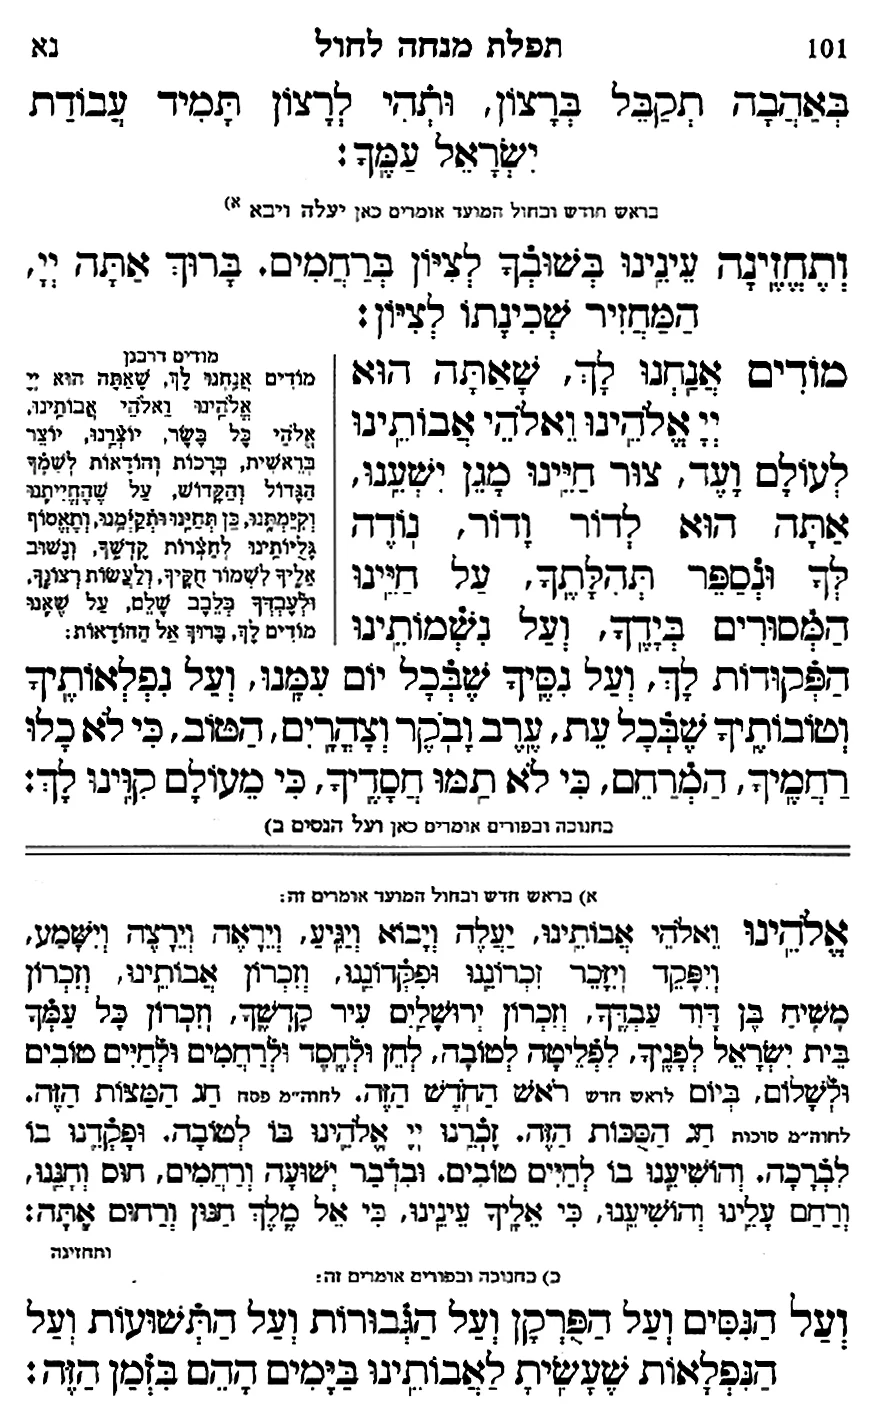 101 תפלת מנחה לחול נא
בְּאַהֲבָה תְקַבֵּל בְּרָצוֹן, וּתְהִי לְרָצוֹן תָּמִיד עֲבוֹדַת
יִשְׂרָאֵל עַמֶּךָ:
בראש חודש ובחול המועד אומרים כאן יעלה ויבא א)
וְתֶחֱזֶינָה עֵינֵינוּ בְּשׁוּבְךָ לְצִיּוֹן בְּרַחֲמִים. בָּרוּךְ אַתָּה יְיָ,
הַמַּחֲזִיר שְׁכִינָתוֹ לְצִיּוֹן:
מוֹדִים אֲנַחְנוּ לָךְ, שָׁאַתָּה הוּא
יְיָ אֱלֹהֵינוּ וֵאלֹהֵי אֲבוֹתֵינוּ
לְעוֹלָם וָעֶד, צוּר חַיֵּינוּ מָגֵן יִשְׁעֵנוּ,
אַתָּה הוּא לְדוֹר וָדוֹר, נוֹדֶה
לְּךָ וּנְסַפֵּר תְּהִלָּתֶךָ, עַל חַיֵּינוּ
הַמְּסוּרִים בְּיָדֶךָ, וְעַל נִשְׁמוֹתֵינוּ
מודים דרבנן
מוֹדִים אֲנַחְנוּ לָךְ, שָׁאַתָּה הוּא יְיָ
אֱלֹהֵינוּ וֵאלֹהֵי אֲבוֹתֵינוּ,
אֱלֹהֵי כָּל בָּשָׂר, יוֹצְרֵנוּ, יוֹצֵר
בְּרֵאשִׁית, בְּרָכוֹת וְהוֹדָאוֹת לְשִׁמְךָ
הַגָּדוֹל וְהַקָּדוֹשׁ, עַל שֶׁהֶחֱיִיתָנוּ
וְקִיַּמְתָּנוּ, כֵּן תְּחַיֵּנוּ וּתְקַיְּמֵנוּ, וְתֶאֱסוֹף
גָּלֻיּוֹתֵינוּ לְחַצְרוֹת קָדְשֶׁךָ, וְנָשׁוּב
אֵלֶיךָ לִשְׁמוֹר חֻקֶּיךָ, וְלַעֲשׂוֹת רְצוֹנֶךָ,
וּלְעָבְדְּךָ בְּלֵבָב שָׁלֵם, עַל שֶׁאָנוּ
מוֹדִים לָךְ, בָּרוּךְ אֵל הַהוֹדָאוֹת:
הַפְּקוּדוֹת לָךְ, וְעַל נִסֶּיךָ שֶׁבְּכָל יוֹם עִמָּנוּ, וְעַל נִפְלְאוֹתֶיךָ
וְטוֹבוֹתֶיךָ שֶׁבְּכָל עֵת, עֶרֶב וָבֹקֶר וְצָהֳרָיִם, הַטּוֹב, כִּי לֹא כָלוּ
רַחֲמֶיךָ, הַמְרַחֵם, כִּי לֹא תַמּוּ חֲסָדֶיךָ, כִּי מֵעוֹלָם קִוִּינוּ לָךְ:
בחנוכה ובפורים אומרים כאן ועל הנסים ב)
א) בראש חדש ובחול המועד אומרים זה:
אֱלֹהֵינוּ וֵאלֹהֵי אֲבוֹתֵינוּ, יַעֲלֶה וְיָבוֹא וְיַגִּיעַ, וְיֵרָאֶה וְיֵרָצֶה וְיִשָּׁמַע,
וְיִפָּקֵד וְיִזָּכֵר זִכְרוֹנֵנוּ וּפִקְדוֹנֵנוּ, וְזִכְרוֹן אֲבוֹתֵינוּ, וְזִכְרוֹן
מָשִׁיחַ בֶּן דָּוִד עַבְדֶּךָ, וְזִכְרוֹן יְרוּשָׁלַיִם עִיר קָדְשֶׁךָ, וְזִכְרוֹן כָּל עַמְּךָ
בֵּית יִשְׂרָאֵל לְפָנֶיךָ, לִפְלֵיטָה לְטוֹבָה, לְחֵן וּלְחֶסֶד וּלְרַחֲמִים וּלְחַיִּים טוֹבִים
וּלְשָׁלוֹם, בְּיוֹם לראש חדש רֹאשׁ הַחֹדֶשׁ הַזֶּה. לחוה״מ פסח חַג הַמַּצּוֹת הַזֶּה.
לחוה״מ סוכות חַג הַסֻּכּוֹת הַזֶּה. זָכְרֵנוּ יְיָ אֱלֹהֵינוּ בּוֹ לְטוֹבָה. וּפָקְדֵנוּ בוֹ
לִבְרָכָה. וְהוֹשִׁיעֵנוּ בוֹ לְחַיִּים טוֹבִים. וּבִדְבַר יְשׁוּעָה וְרַחֲמִים, חוּס וְחָנֵּנוּ,
וְרַחֵם עָלֵינוּ וְהוֹשִׁיעֵנוּ, כִּי אֵלֶיךָ עֵינֵינוּ, כִּי אֵל מֶלֶךְ חַנּוּן וְרַחוּם אָתָּה:
ותחזינה
ב) בחנוכה ובפורים אומרים זה:
וְעַל הַנִּסִּים וְעַל הַפֻּרְקָן וְעַל הַגְּבוּרוֹת וְעַל הַתְּשׁוּעוֹת וְעַל
הַנִּפְלָאוֹת שֶׁעָשִׂיתָ לַאֲבוֹתֵינוּ בַּיָּמִים הָהֵם בִּזְּמַן הַזֶּה: